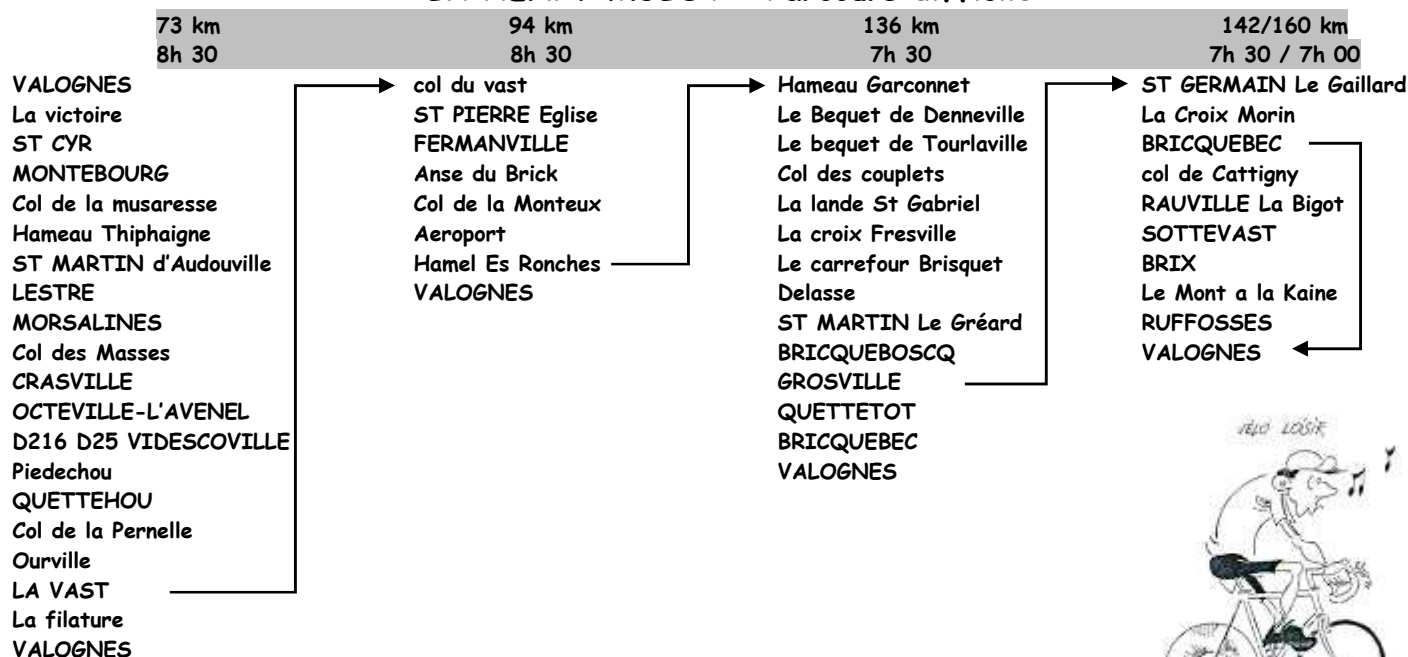 73 km 94 km 136 km 142/160 km
8h 30 8h 30 7h 30 7h 30 / 7h 00
VALOGNES
La victoire
ST CYR
MONTEBOURG
Col de la musaresse
Hameau Thiphaigne
ST MARTIN d'Audouville
LESTRE
MORSALINES
Col des Masses
CRASVILLE
OCTEVILLE-L'AVENEL
D216 D25 VIDESCOVILLE
Piedechou
QUETTEHOU
Col de la Pernelle
Ourville
LA VAST
La filature
VALOGNES
col du vast
ST PIERRE Eglise
FERMANVILLE
Anse du Brick
Col de la Monteux
Aeroport
Hamel Es Ronches
VALOGNES
Hameau Garconnet
Le Bequet de Denneville
Le bequet de Tourlaville
Col des couplets
La lande St Gabriel
La croix Fresville
Le carrefour Brisquet
Delasse
ST MARTIN Le Gréard
BRICQUEBOSCQ
GROSVILLE
QUETTETOT
BRICQUEBEC
VALOGNES
ST GERMAIN Le Gaillard
La Croix Morin
BRICQUEBEC
col de Cattigny
RAUVILLE La Bigot
SOTTEVAST
BRIX
Le Mont a la Kaine
RUFFOSSES
VALOGNES
VÉLO LOISIR